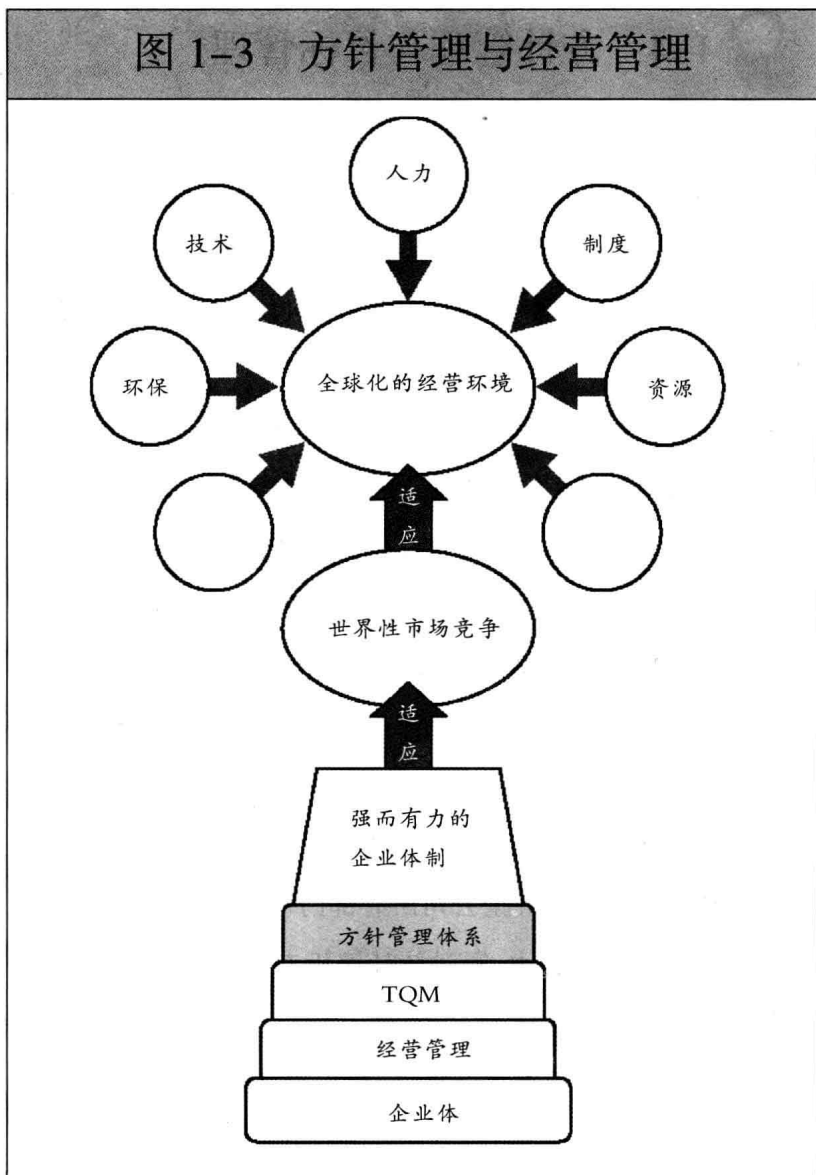 图 1-3 方针管理与经营管理
人力
技术
制度
环保
全球化的经营环境
资源
适
应
世界性市场竞争
适
应
强而有力的
企业体制
方针管理体系
TQM
经营管理
企业体